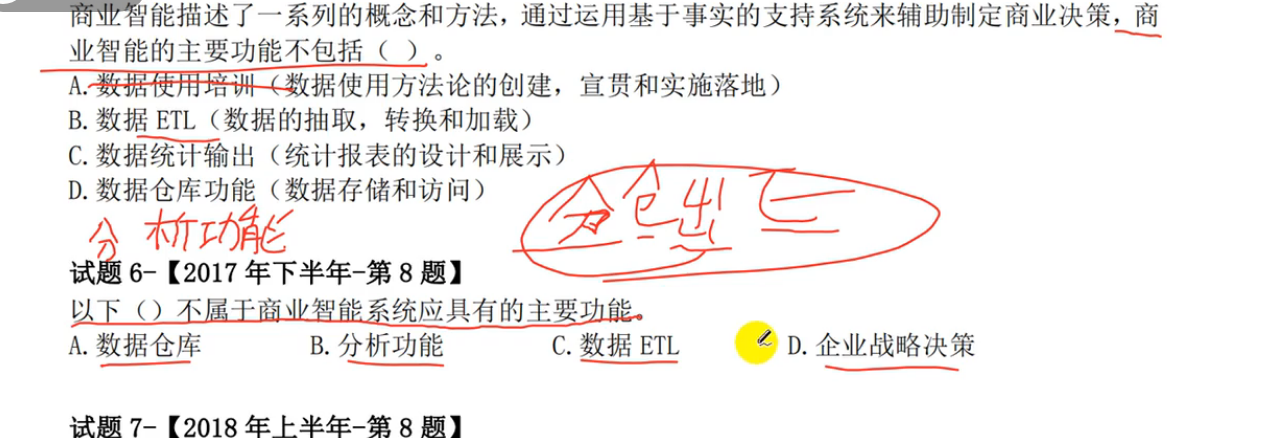 商业智能描述了一系列的概念和方法，通过运用基于事实的支持系统来辅助制定商业决策，商
业智能的主要功能不包括（ ）。
A.数据使用培训（数据使用方法论的创建，宣贯和实施落地）
B.数据 ETL（数据的抽取，转换和加载）
C.数据统计输出（统计报表的设计和展示）
D.数据仓库功能（数据存储和访问）
分析功能
分仓出E
试题 6-【2017 年下半年-第 8 题】
以下（）不属于商业智能系统应具有的主要功能。
A.数据仓库 B.分析功能 C.数据 ETL D.企业战略决策
试题 7-【2018 年上半年-第 8 题】